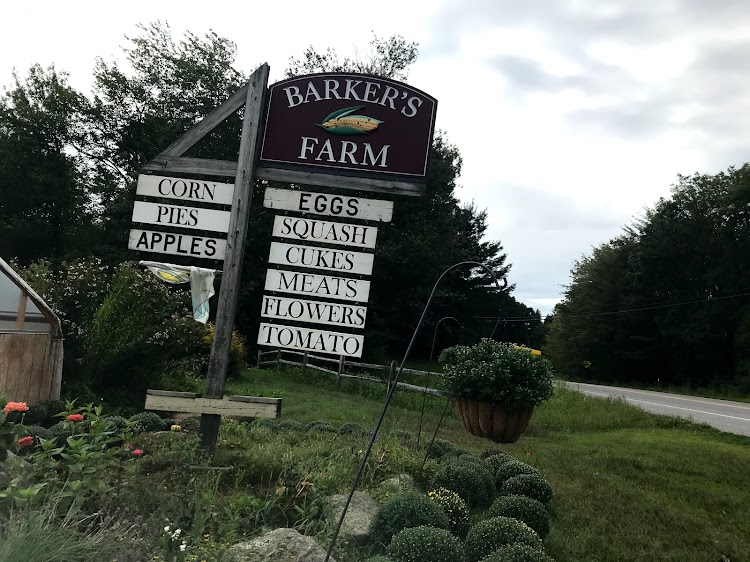 BARKER'S
FARM
CORN
PIES
APPLES
EGGS
SQUASH
CUKES
MEATS
FLOWERS
TOMATO